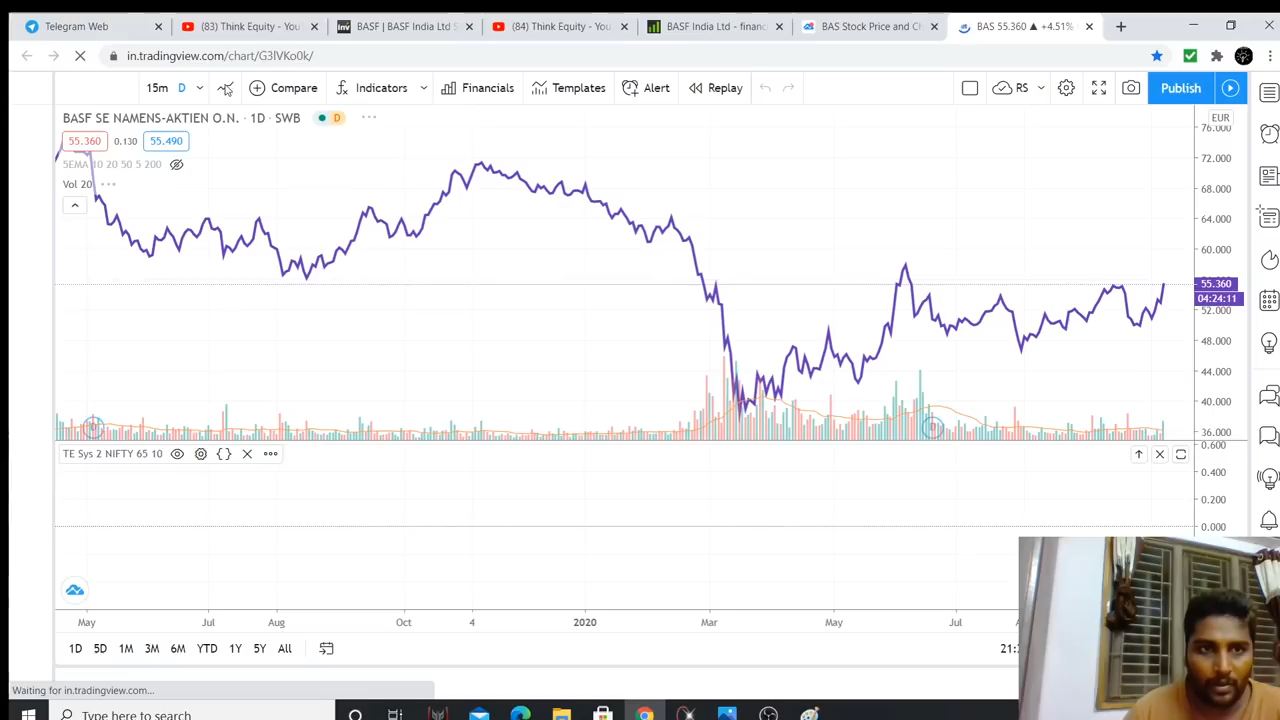 Telegram Web
(83) Think Equity - You
BASF | BASF India Ltd S
(84) Think Equity - You
BASF India Ltd - financ
BAS Stock Price and Ch
BAS 55.360 ▲ +4.51%
in.tradingview.com/chart/G3lVKo0k/
15m D Compare Indicators Financials Templates Alert Replay RS Publish
BASF SE NAMENS-AKTIEN O.N. · 1D · SWB D
EUR
55.360 0.130 55.490
5EMA 10 20 50 5 200
Vol 20
76.000
72.000
68.000
64.000
60.000
55.360
04:24:11
52.000
48.000
44.000
40.000
36.000
D D
TE Sys 2 NIFTY 65 10
0.600
0.400
0.200
0.000
May Jul Aug Oct 4 2020 Mar May Jul
1D 5D 1M 3M 6M YTD 1Y 5Y All
Waiting for in.tradingview.com...
Type here to search